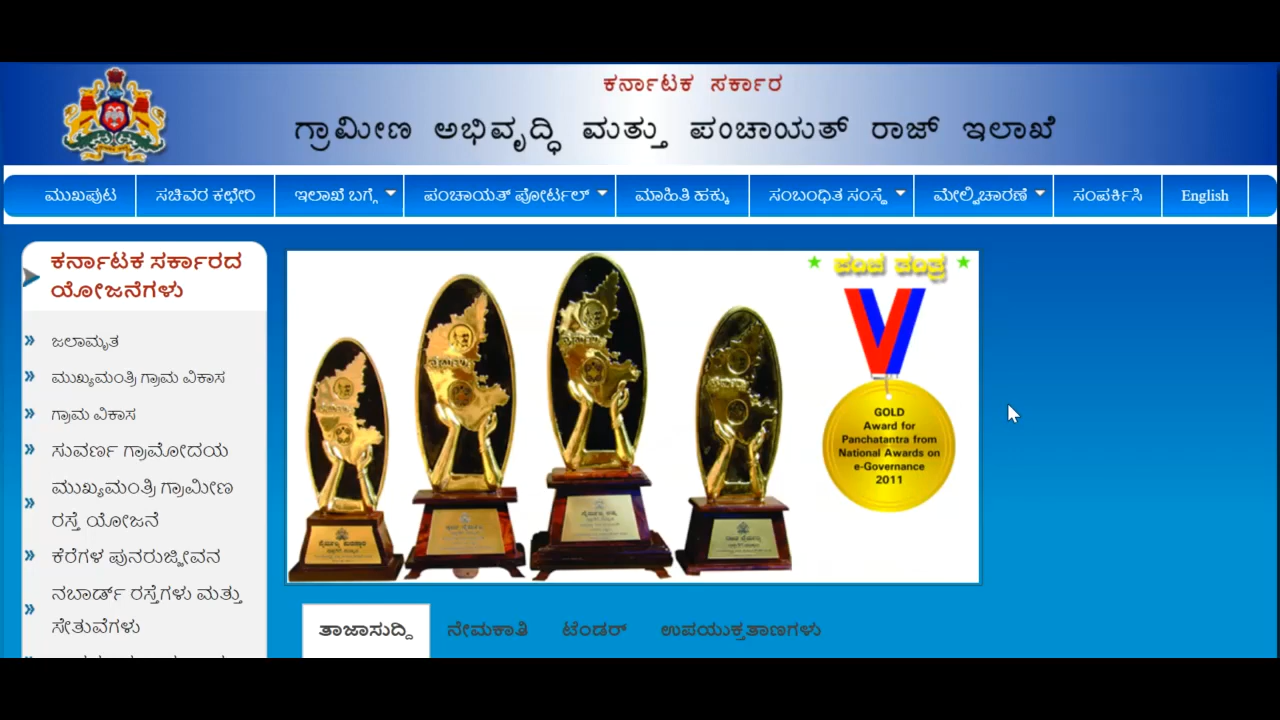 ಕರ್ನಾಟಕ ಸರ್ಕಾರ
ಗ್ರಾಮೀಣ ಅಭಿವೃದ್ಧಿ ಮತ್ತು ಪಂಚಾಯತ್ ರಾಜ್ ಇಲಾಖೆ
ಮುಖಪುಟ ಸಚಿವರ ಕಛೇರಿ ಇಲಾಖೆ ಬಗ್ಗೆ ಪಂಚಾಯತ್ ಪೋರ್ಟಲ್ ಮಾಹಿತಿ ಹಕ್ಕು ಸಂಬಂಧಿತ ಸಂಸ್ಥೆ ಮೇಲ್ವಿಚಾರಣೆ ಸಂಪರ್ಕಿಸಿ English
ಕರ್ನಾಟಕ ಸರ್ಕಾರದ
ಯೋಜನೆಗಳು
ಜಲಾಮೃತ
ಮುಖ್ಯಮಂತ್ರಿ ಗ್ರಾಮ ವಿಕಾಸ
ಗ್ರಾಮ ವಿಕಾಸ
ಸುವರ್ಣ ಗ್ರಾಮೋದಯ
ಮುಖ್ಯಮಂತ್ರಿ ಗ್ರಾಮೀಣ
ರಸ್ತೆ ಯೋಜನೆ
ಕೆರೆಗಳ ಪುನರುಜ್ಜೀವನ
ನಬಾರ್ಡ್ ರಸ್ತೆಗಳು ಮತ್ತು
ಸೇತುವೆಗಳು
ಪಂಚ ತಂತ್ರ
GOLD
Award for
Panchatantra from
National Awards on
e-Governance
2011
ತಾಜಾಸುದ್ದಿ ನೇಮಕಾತಿ ಟೆಂಡರ್ ಉಪಯುಕ್ತತಾಣಗಳು